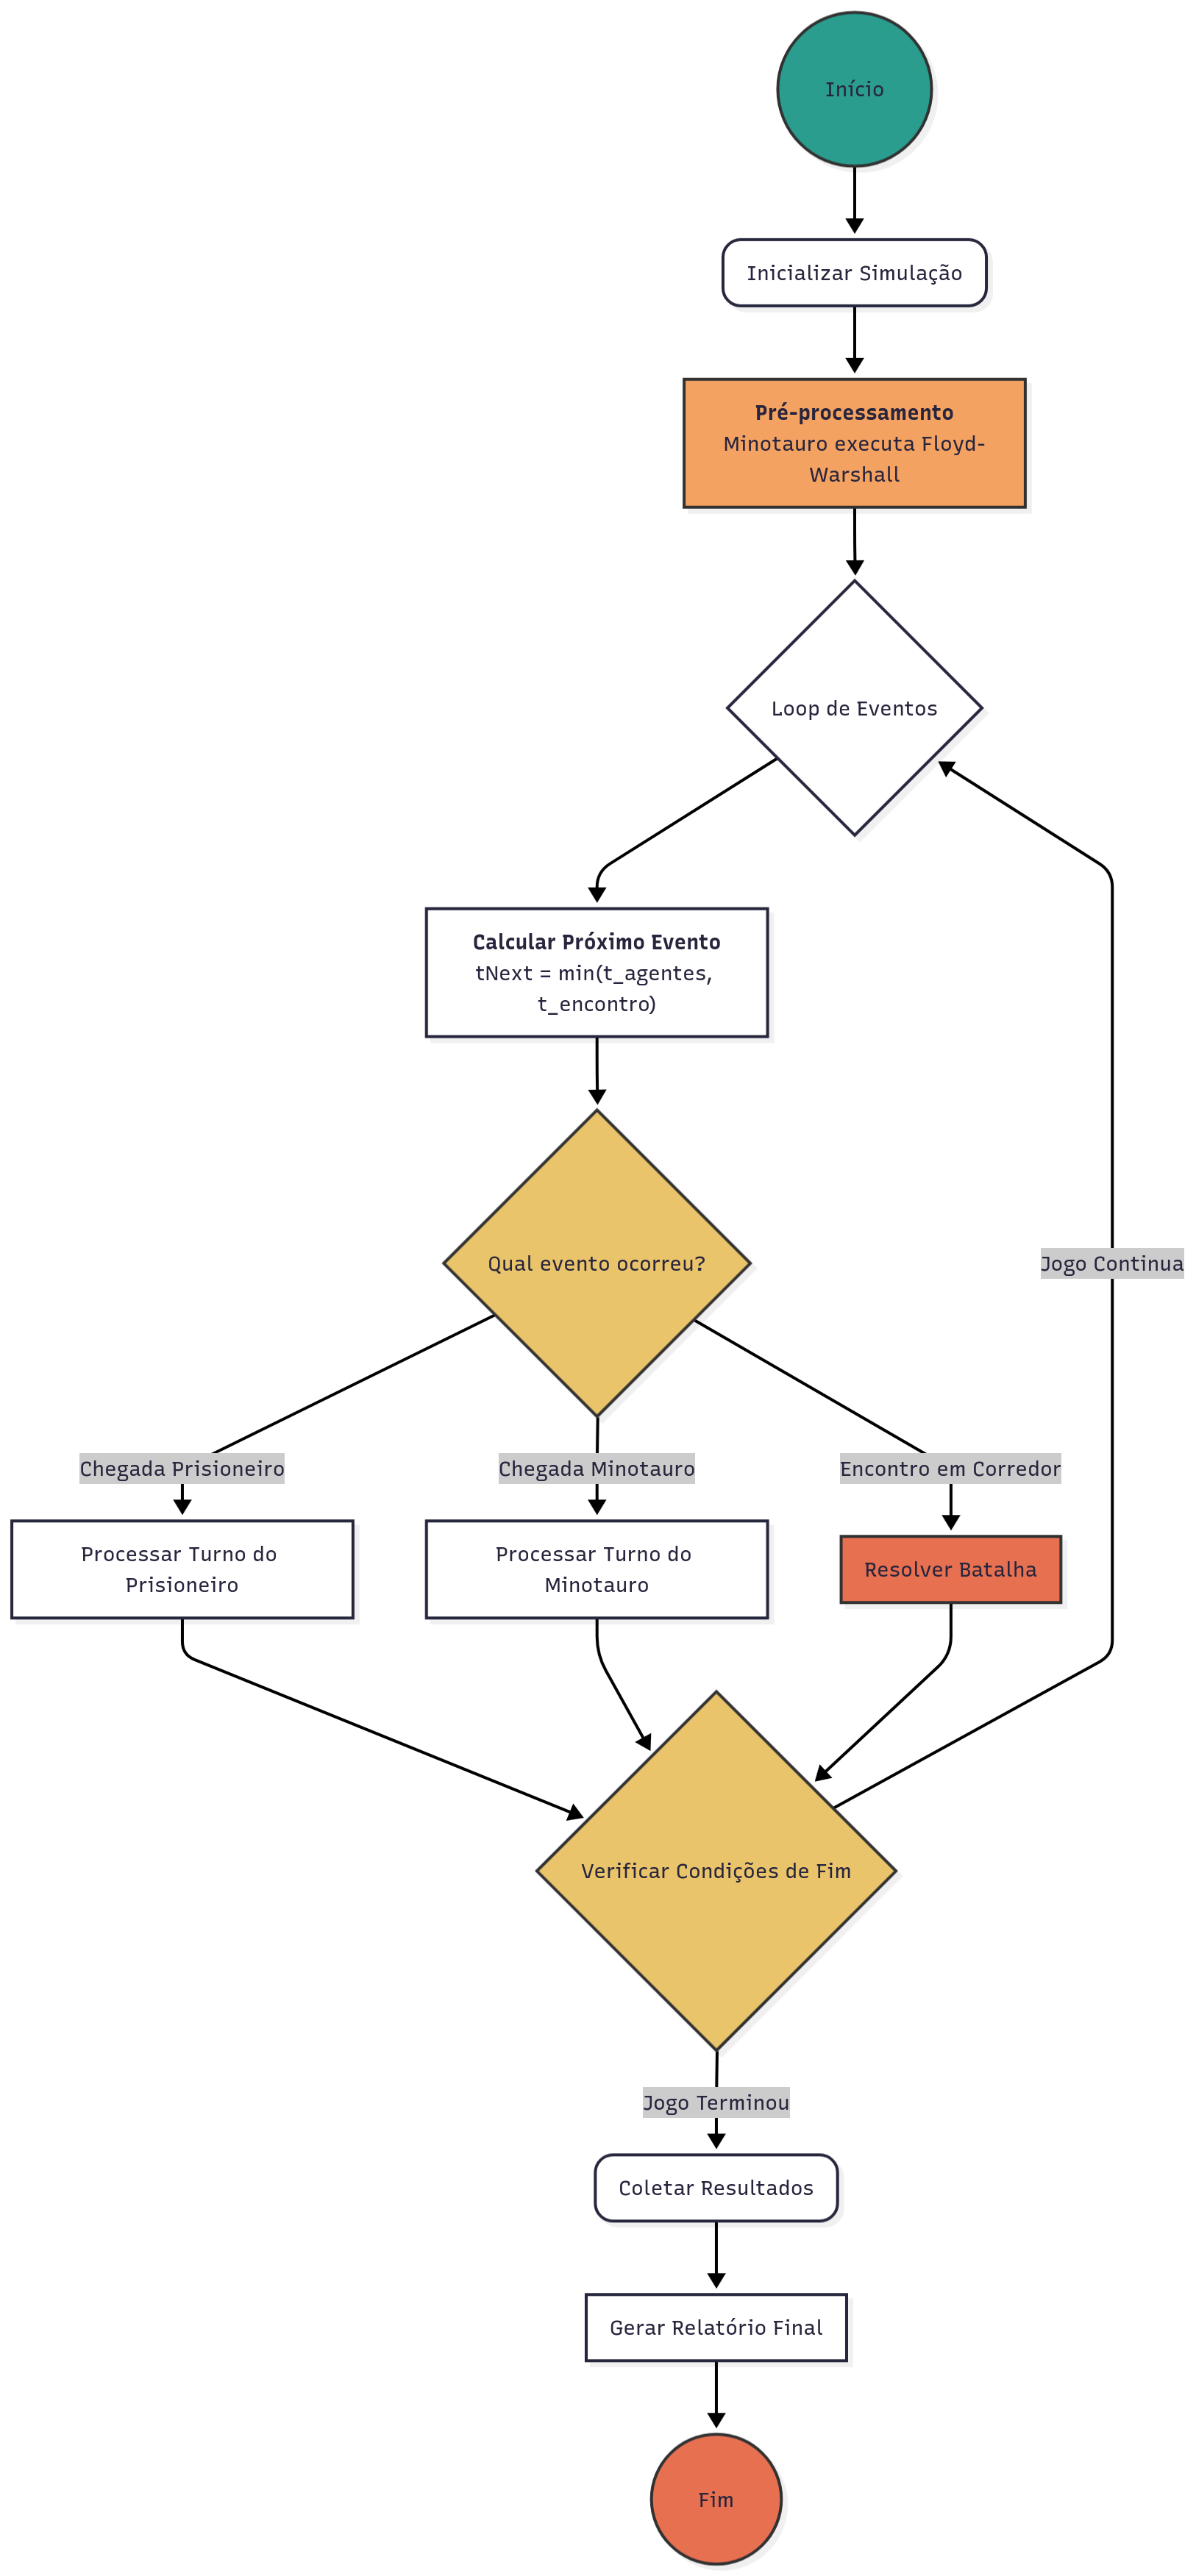 Início
Inicializar Simulação
Pré-processamento
Minotauro executa Floyd-
Warshall
Loop de Eventos
Calcular Próximo Evento
tNext = min(t_agentes,
t_encontro)
Qual evento ocorreu?
Jogo Continua
Chegada Prisioneiro
Chegada Minotauro
Encontro em Corredor
Processar Turno do
Prisioneiro
Processar Turno do
Minotauro
Resolver Batalha
Verificar Condições de Fim
Jogo Terminou
Coletar Resultados
Gerar Relatório Final
Fim